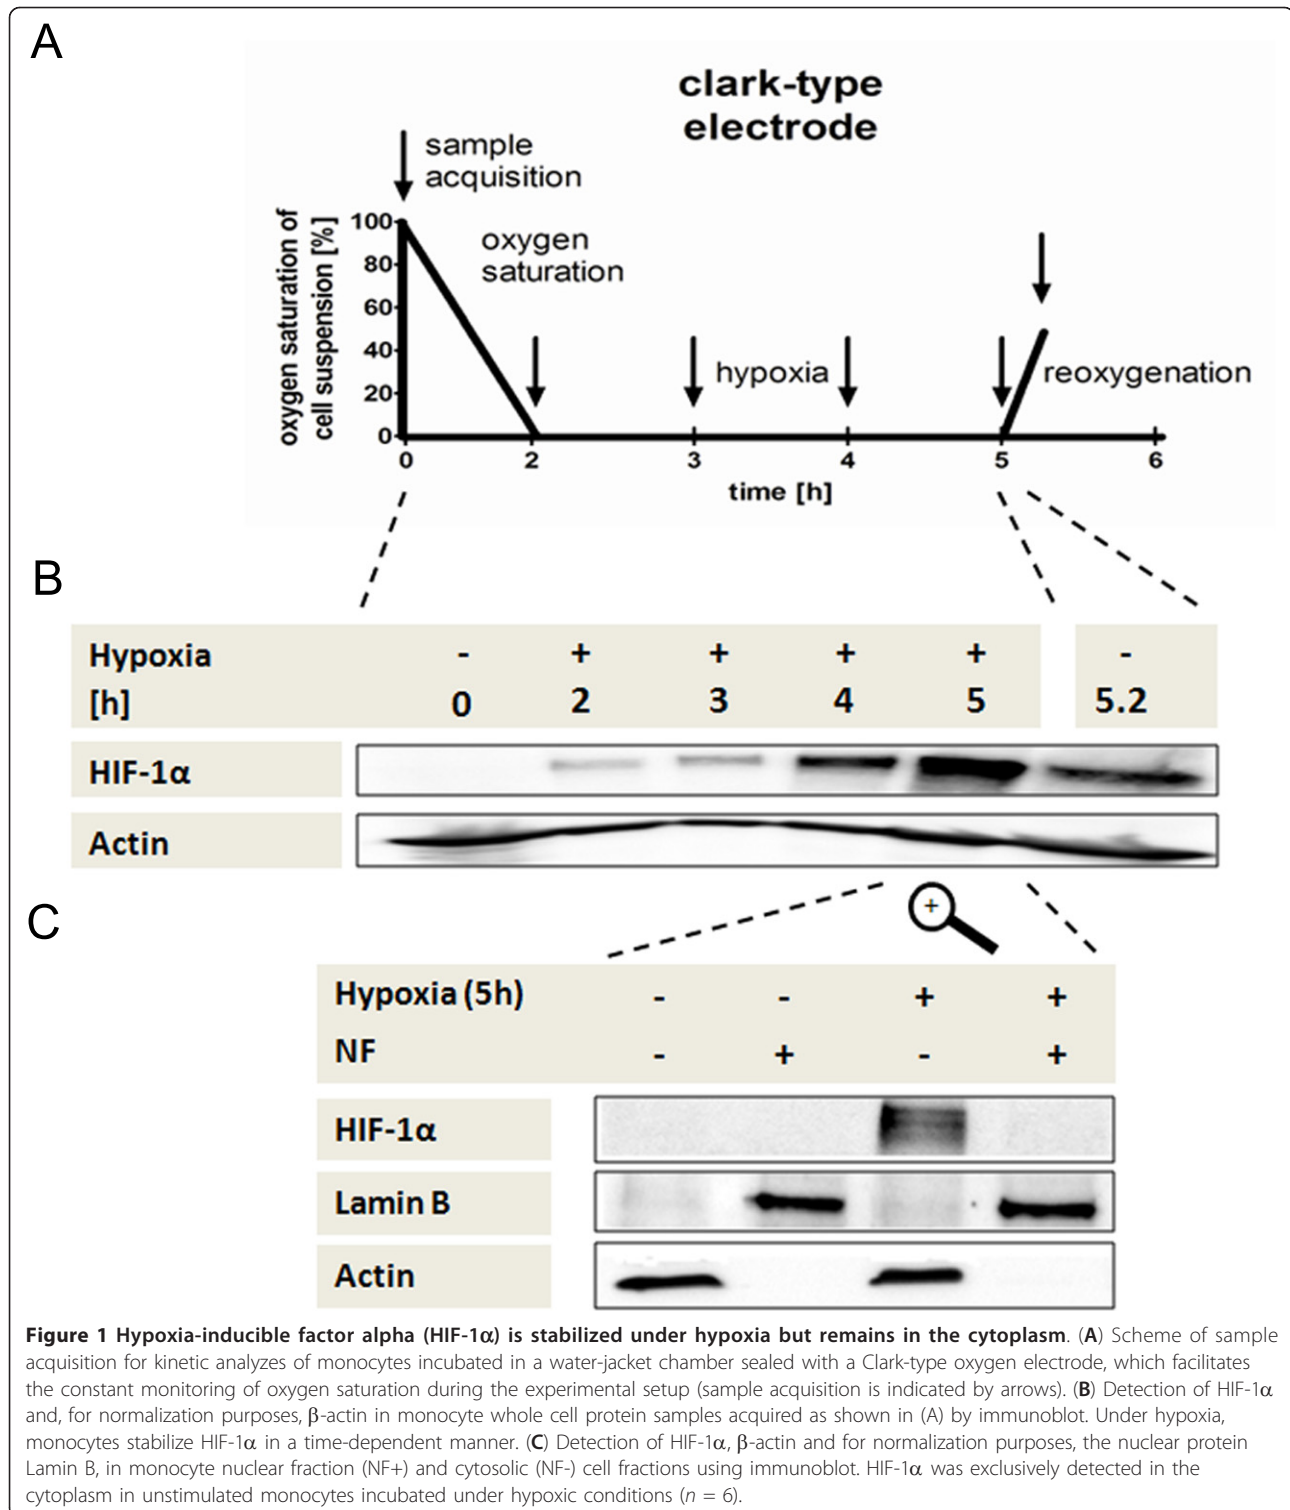 A
clark-type
electrode
sample
acquisition
oxygen saturation of
cell suspension [%]
100
80
60
40
20
0
oxygen
saturation
hypoxia
reoxygenation
0 2 3 4 5 6
time [h]
B
Hypoxia - + + + + -
[h] 0 2 3 4 5 5.2
HIF-1α
Actin
C
+
Hypoxia (5h) - - + +
NF - + - +
HIF-1α
Lamin B
Actin
Figure 1 Hypoxia-inducible factor alpha (HIF-1α) is stabilized under hypoxia but remains in the cytoplasm. (A) Scheme of sample
acquisition for kinetic analyzes of monocytes incubated in a water-jacket chamber sealed with a Clark-type oxygen electrode, which facilitates
the constant monitoring of oxygen saturation during the experimental setup (sample acquisition is indicated by arrows). (B) Detection of HIF-1α
and, for normalization purposes, β-actin in monocyte whole cell protein samples acquired as shown in (A) by immunoblot. Under hypoxia,
monocytes stabilize HIF-1α in a time-dependent manner. (C) Detection of HIF-1α, β-actin and for normalization purposes, the nuclear protein
Lamin B, in monocyte nuclear fraction (NF+) and cytosolic (NF-) cell fractions using immunoblot. HIF-1α was exclusively detected in the
cytoplasm in unstimulated monocytes incubated under hypoxic conditions (n = 6).